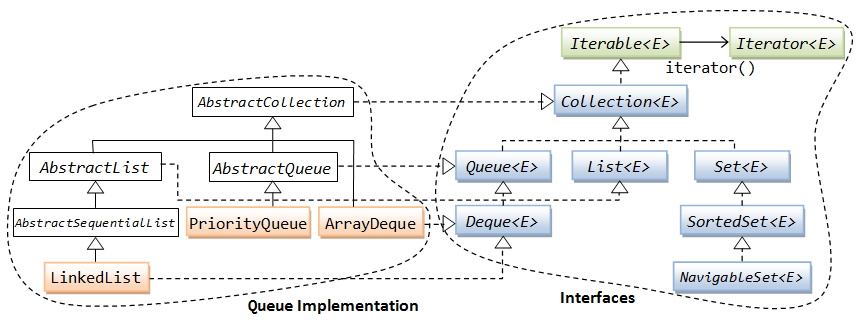 Iterable<E>
Iterator<E>
iterator()
AbstractCollection
Collection<E>
AbstractList
AbstractQueue
Queue<E>
List<E>
Set<E>
AbstractSequentialList
PriorityQueue
ArrayDeque
Deque<E>
SortedSet<E>
LinkedList
NavigableSet<E>
Queue Implementation
Interfaces